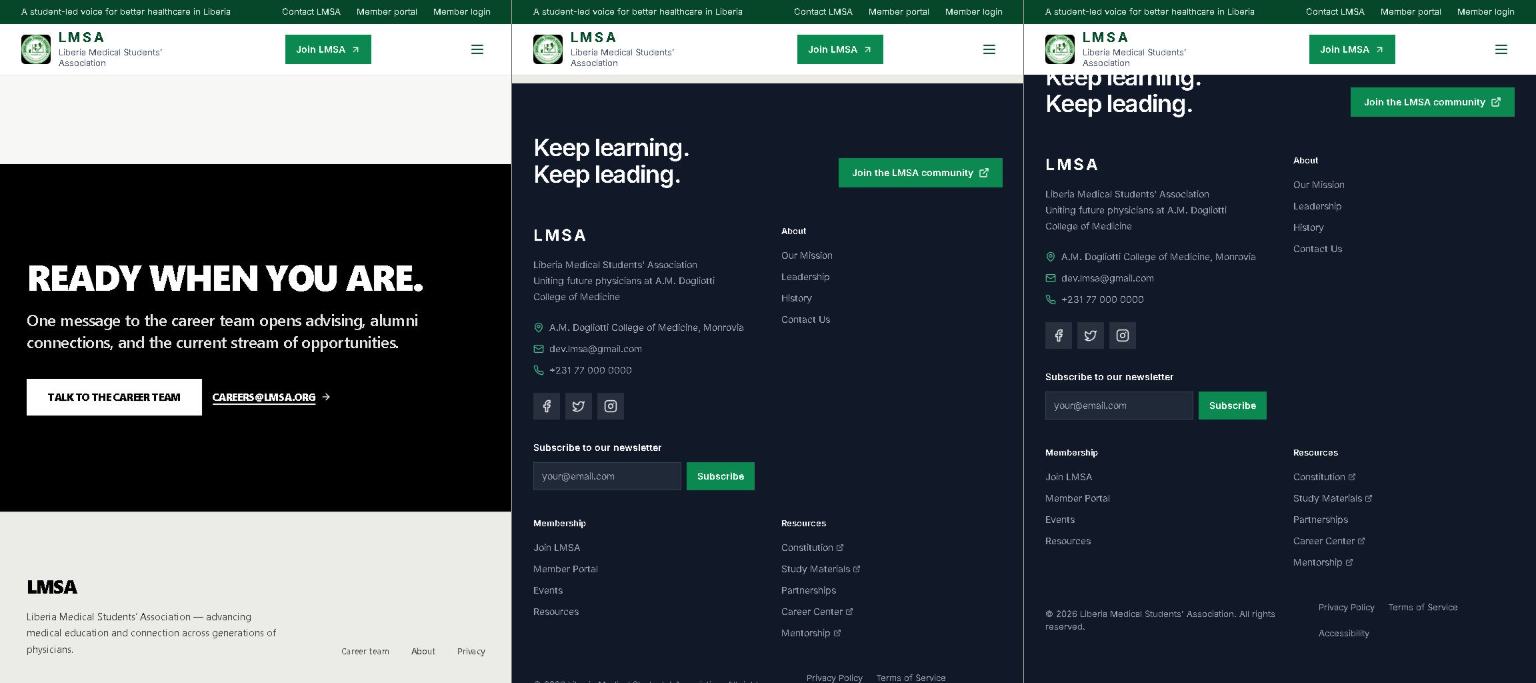 A student-led voice for better healthcare in Liberia
Contact LMSA Member portal Member login
LMSA
Liberia Medical Students'
Association
Join LMSA
READY WHEN YOU ARE.
One message to the career team opens advising, alumni
connections, and the current stream of opportunities.
TALK TO THE CAREER TEAM
CAREERS@LMSA.ORG →
LMSA
Liberia Medical Students' Association — advancing
medical education and connection across generations of
physicians.
Career team About Privacy
A student-led voice for better healthcare in Liberia
Contact LMSA Member portal Member login
LMSA
Liberia Medical Students'
Association
Join LMSA
Keep learning.
Keep leading.
Join the LMSA community
LMSA
Liberia Medical Students' Association
Uniting future physicians at A.M. Dogliotti
College of Medicine
A.M. Dogliotti College of Medicine, Monrovia
dev.lmsa@gmail.com
+231 77 000 0000
Subscribe to our newsletter
your@email.com
Subscribe
About
Our Mission
Leadership
History
Contact Us
Membership
Join LMSA
Member Portal
Events
Resources
Resources
Constitution
Study Materials
Partnerships
Career Center
Mentorship
Privacy Policy Terms of Service
A student-led voice for better healthcare in Liberia
Contact LMSA Member portal Member login
LMSA
Liberia Medical Students'
Association
Join LMSA
Keep learning.
Keep leading.
Join the LMSA community
LMSA
Liberia Medical Students' Association
Uniting future physicians at A.M. Dogliotti
College of Medicine
A.M. Dogliotti College of Medicine, Monrovia
dev.lmsa@gmail.com
+231 77 000 0000
Subscribe to our newsletter
your@email.com
Subscribe
About
Our Mission
Leadership
History
Contact Us
Membership
Join LMSA
Member Portal
Events
Resources
Resources
Constitution
Study Materials
Partnerships
Career Center
Mentorship
© 2026 Liberia Medical Students' Association. All rights
reserved.
Privacy Policy Terms of Service
Accessibility